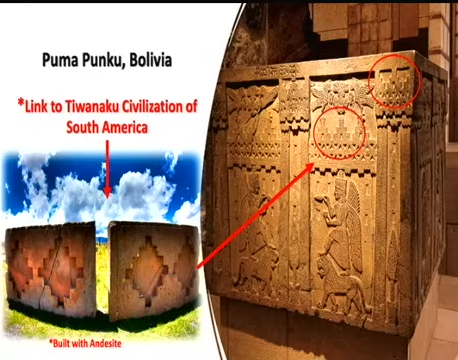 Puma Punku, Bolivia
*Link to Tiwanaku Civilization of
South America
*Built with Andesite